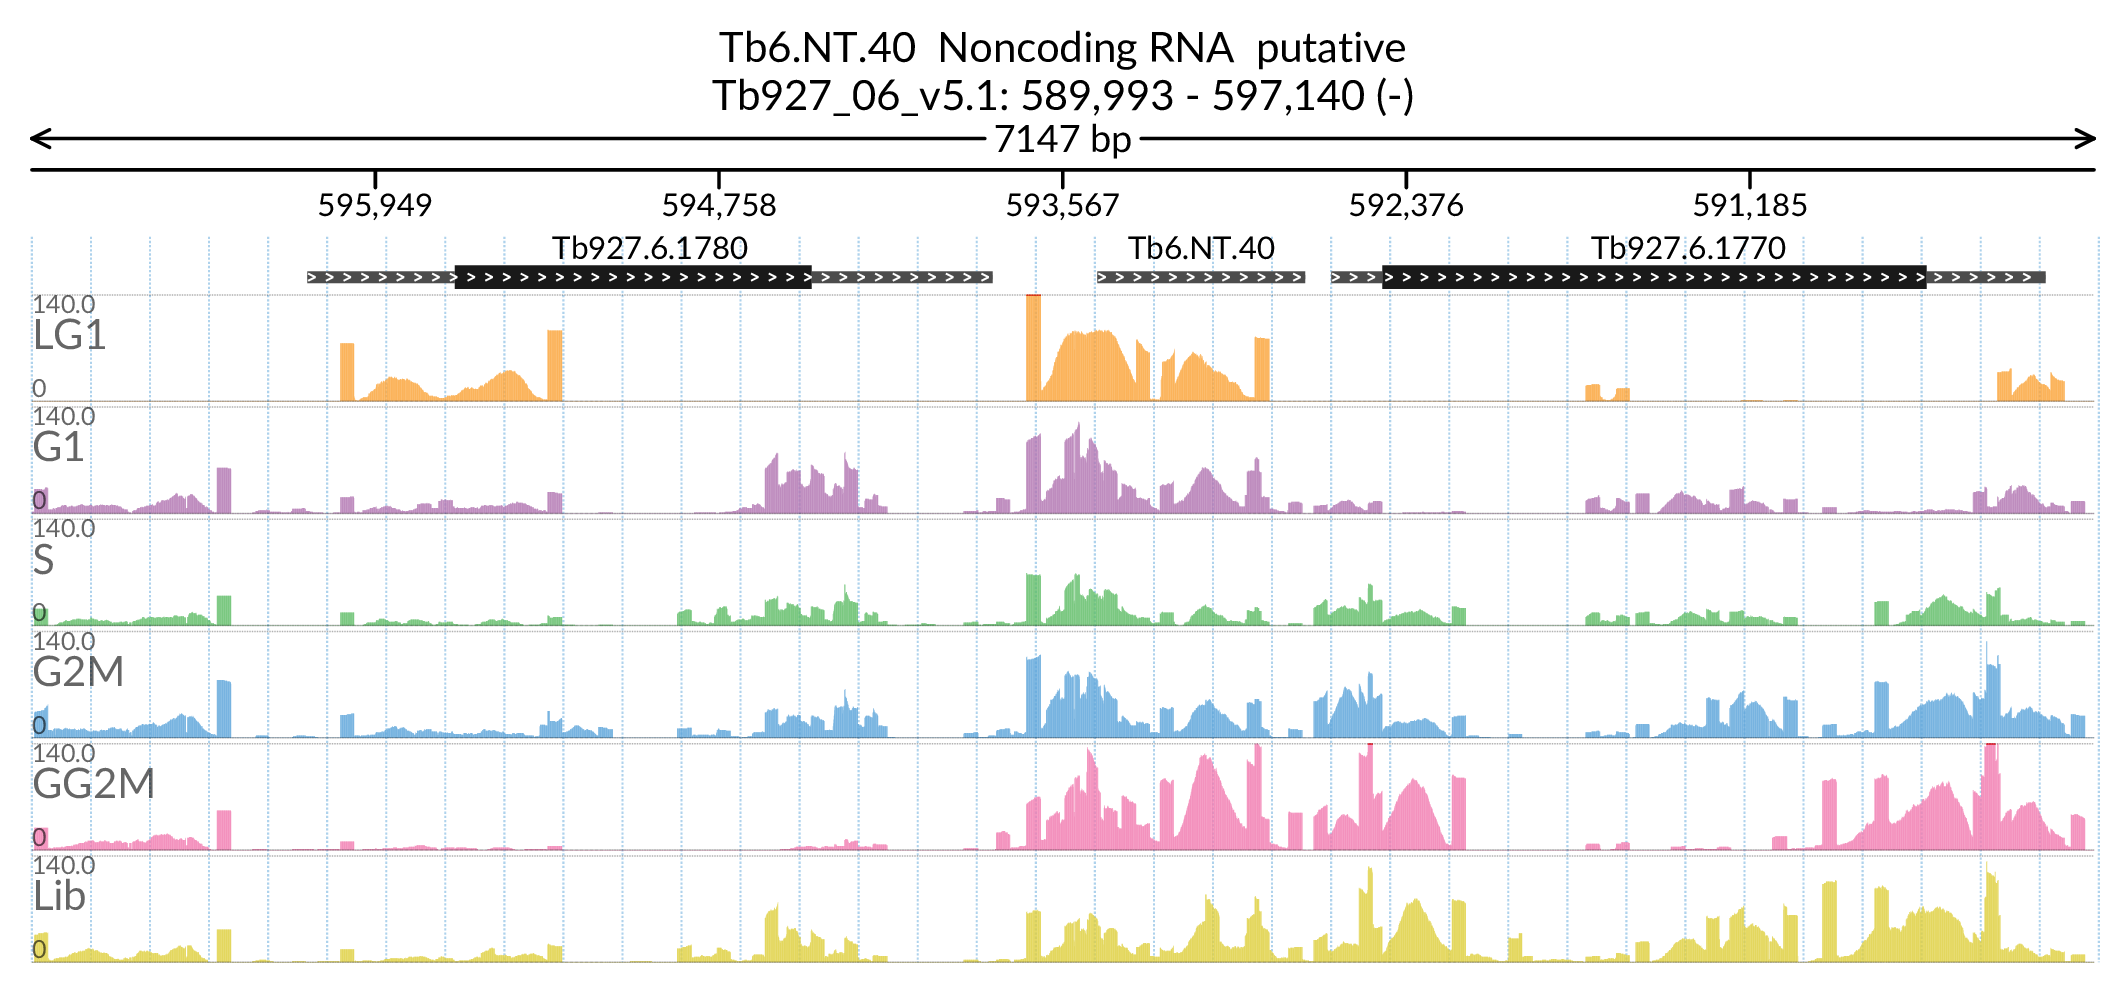 Tb6.NT.40 Noncoding RNA putative
Tb927_06_v5.1: 589,993 - 597,140 (-)
7147 bp
595,949 594,758 593,567 592,376 591,185
Tb927.6.1780 Tb6.NT.40 Tb927.6.1770
140.0
LG1
0
140.0
G1
0
140.0
S
0
140.0
G2M
0
140.0
GG2M
0
140.0
Lib
0